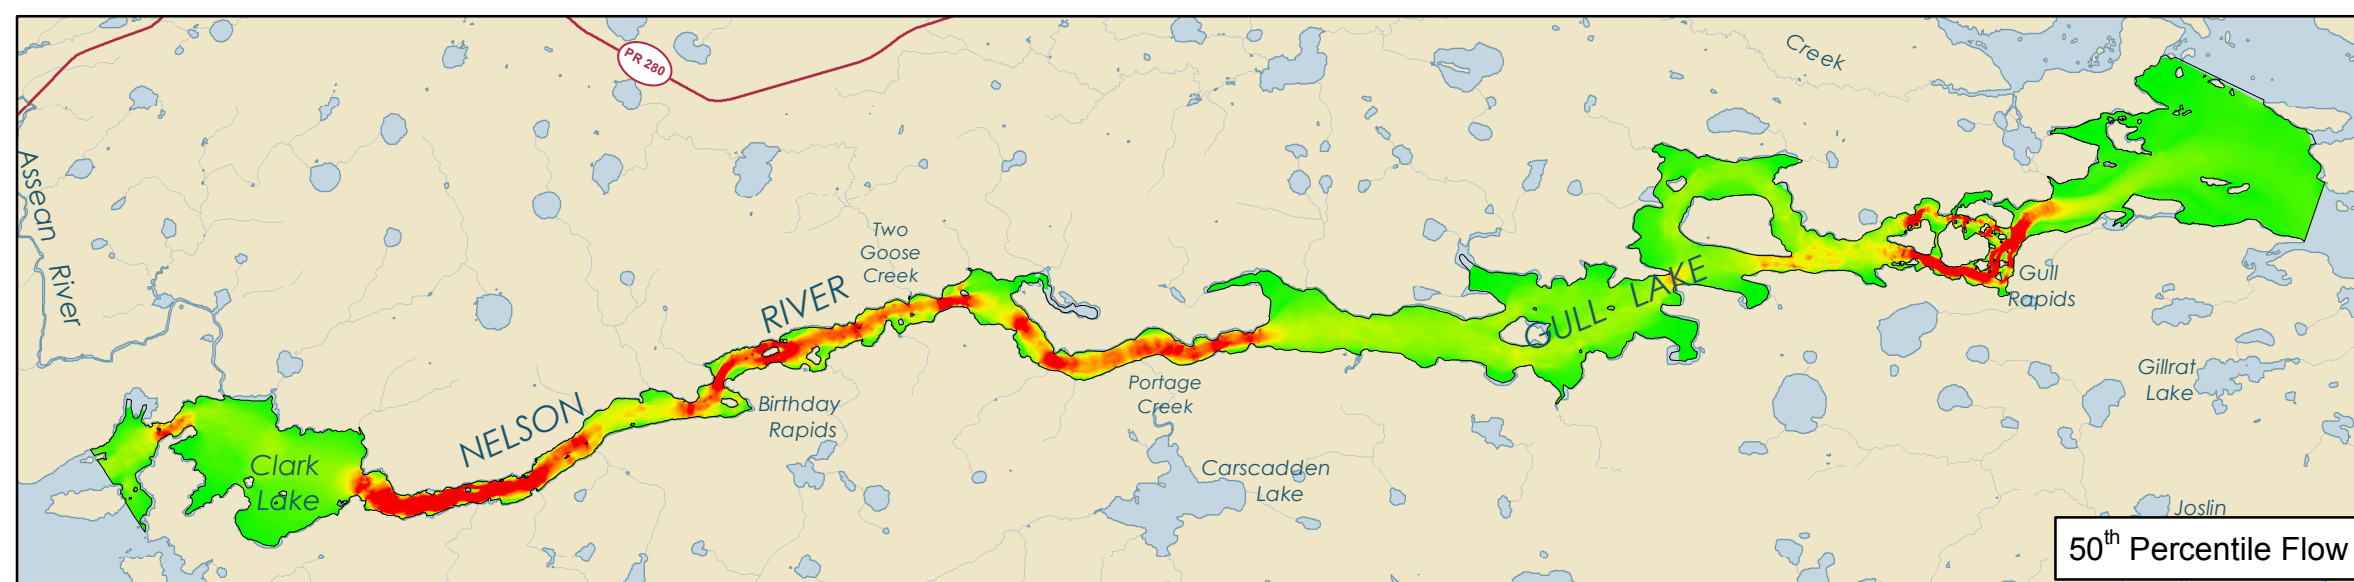 Creek
PR 280
Assean
River
Two
Goose
Creek
RIVER
GULL LAKE
Gull
Rapids
Gillrat
Lake
Portage
Creek
NELSON
Birthday
Rapids
Clark
Lake
Carscadden
Lake
Joslin
50th Percentile Flow